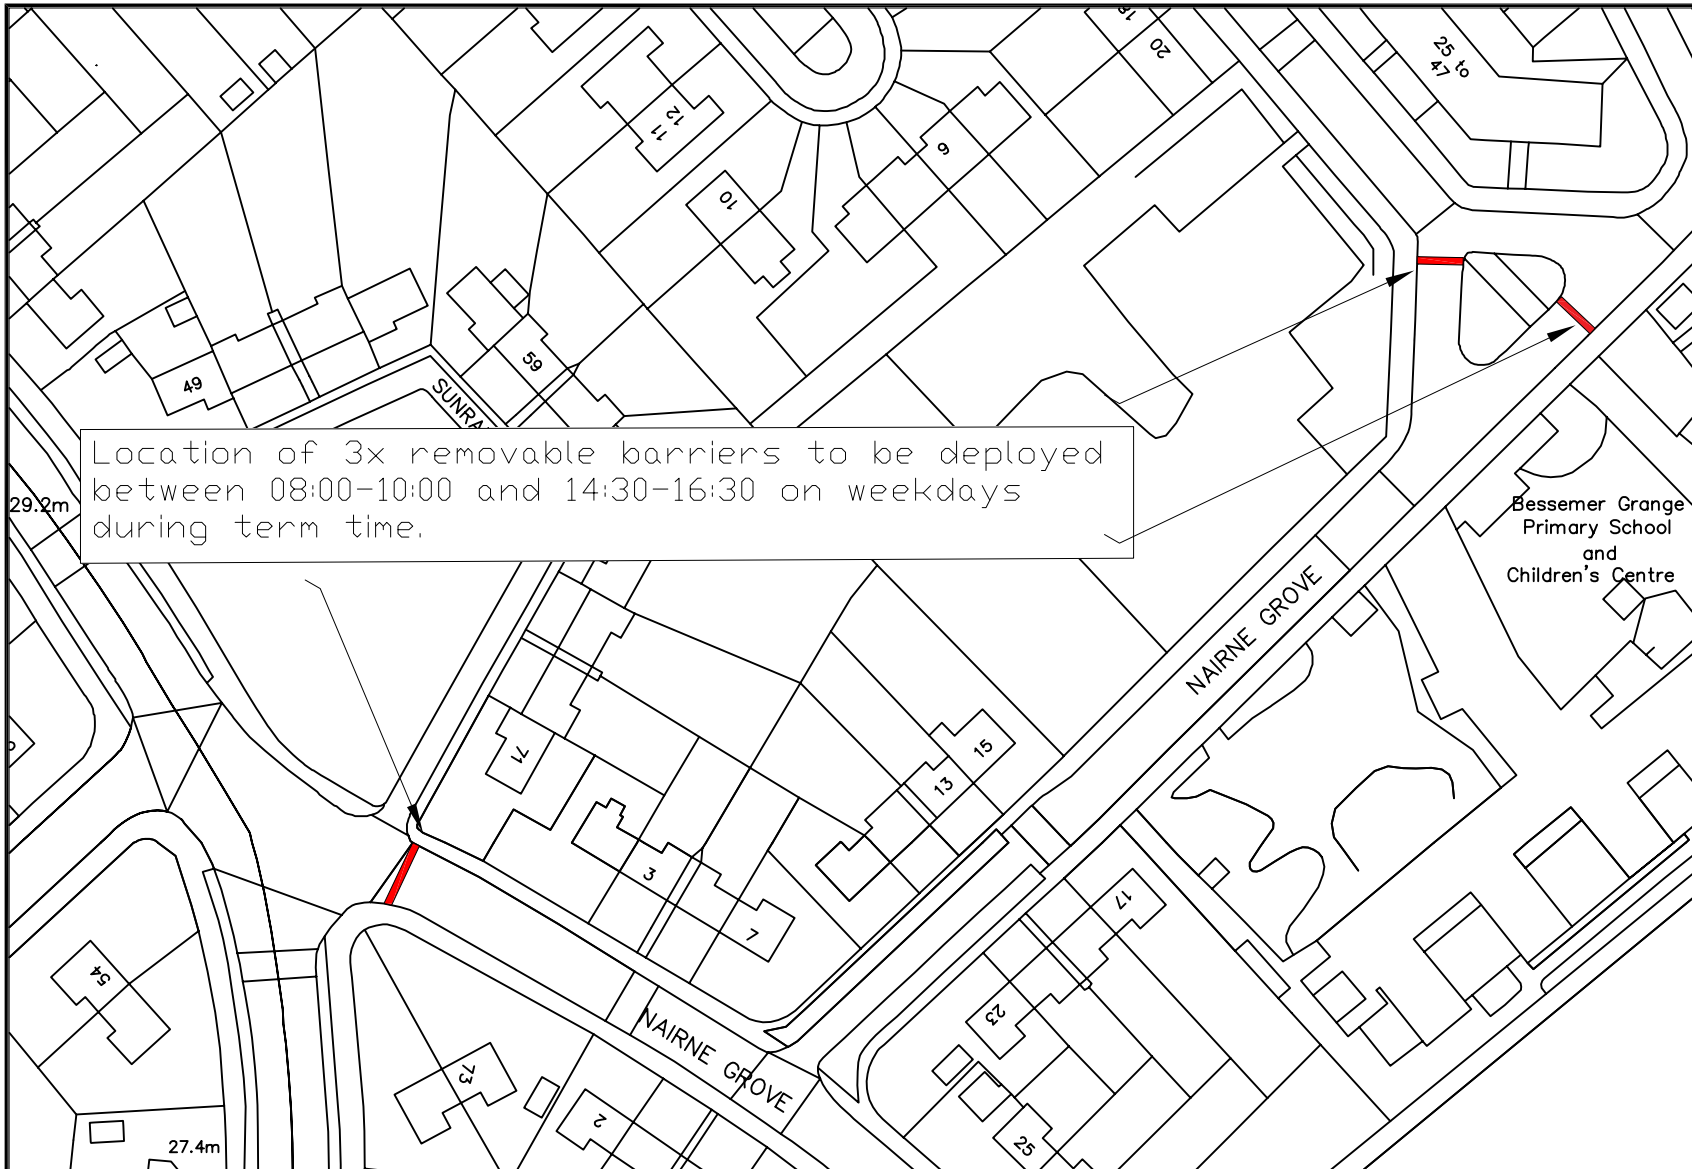 18
20
25 to
47
12
11
9
10
59
49
SUNRA
Location of 3x removable barriers to be deployed
between 08:00-10:00 and 14:30-16:30 on weekdays
during term time.
29.2m
Bessemer Grange
Primary School
and
Children's Centre
NAIRNE GROVE
71
15
13
3
7
17
54
23
NAIRNE GROVE
73
2
25
27.4m